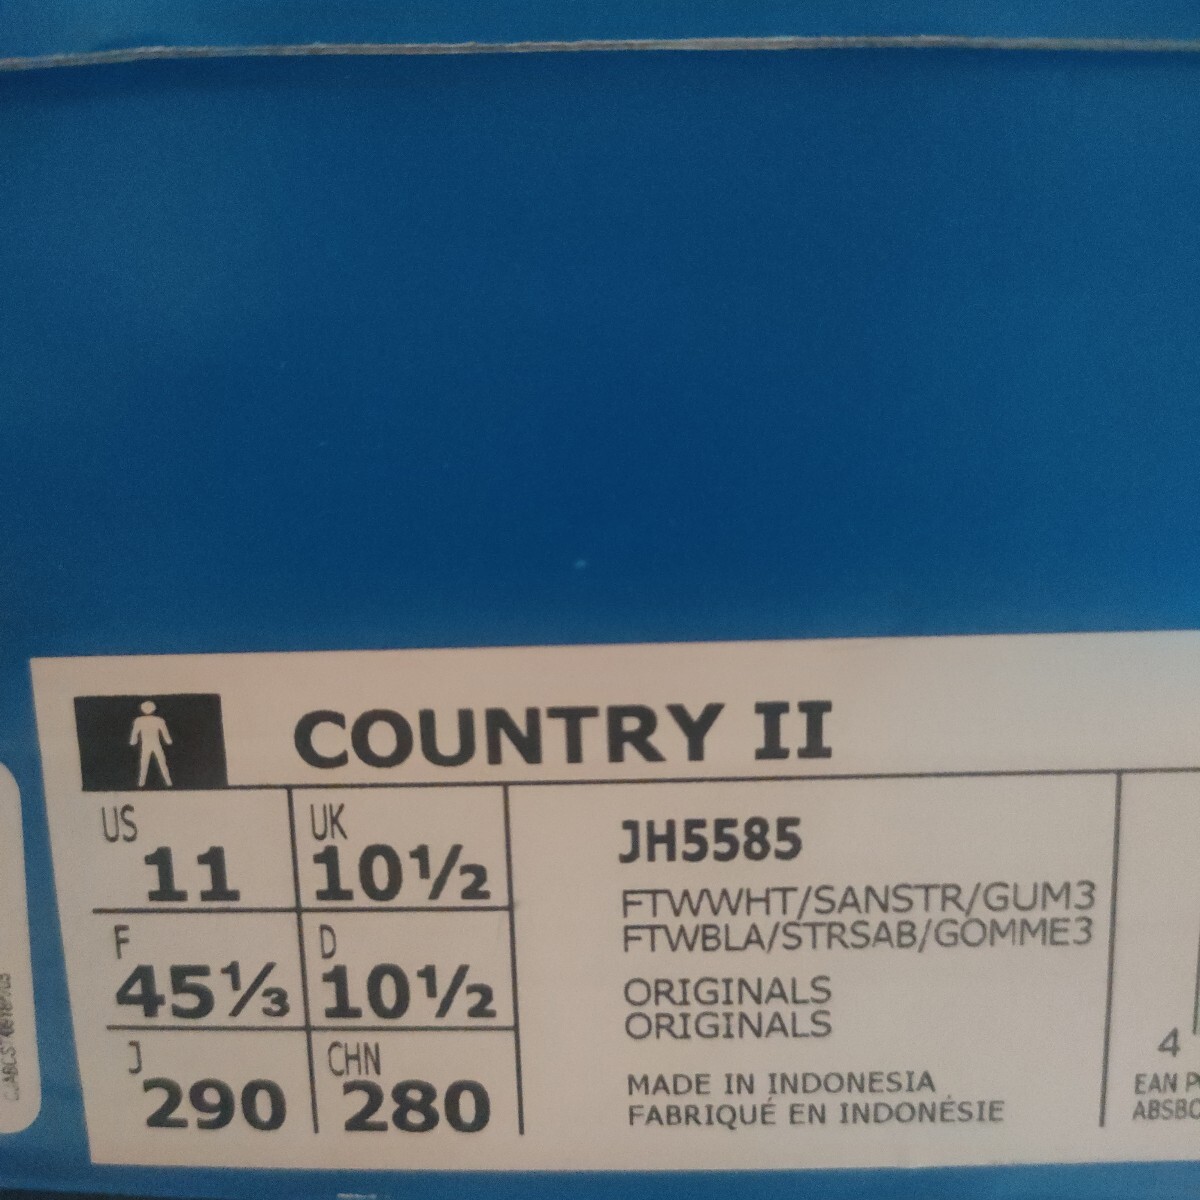 COUNTRY II
US 11
UK 10½
F 45⅓
D 10½
J 290
CHN 280
JH5585
FTWWHT/SANSTR/GUM3
FTWBLA/STRSAB/GOMME3
ORIGINALS
ORIGINALS
MADE IN INDONESIA
FABRIQUÉ EN INDONÉSIE
4
EAN